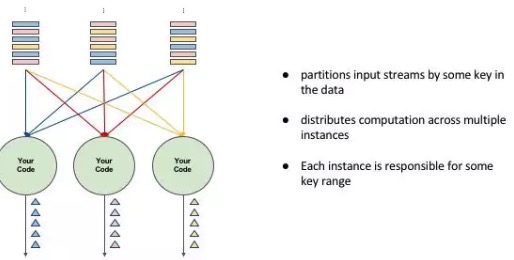 Your
Code
Your
Code
Your
Code
● partitions input streams by some key in
the data
● distributes computation across multiple
instances
● Each instance is responsible for some
key range